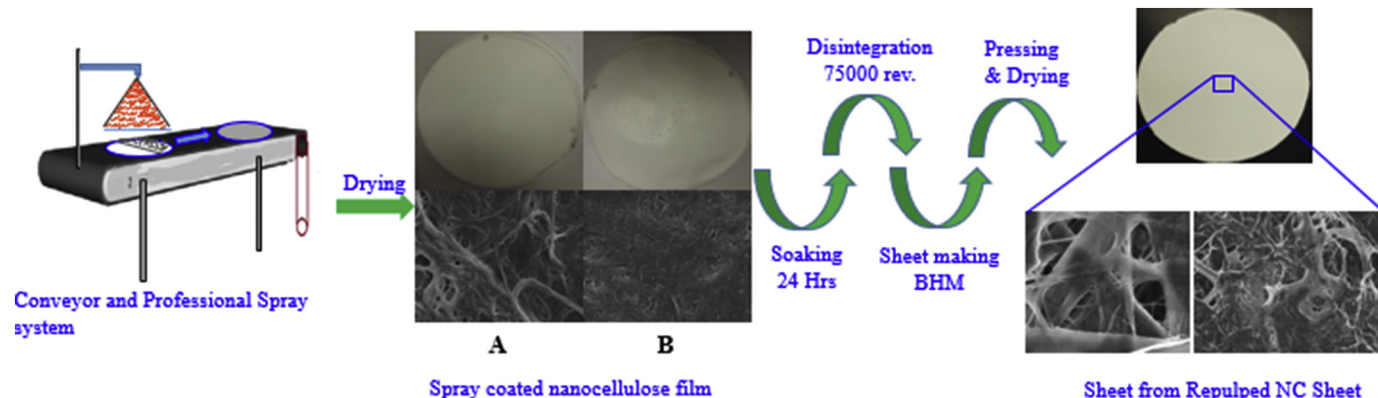 Conveyor and Professional Spray
system
Drying
A
B
Spray coated nanocellulose film
Soaking
24 Hrs
Disintegration
75000 rev.
Sheet making
BHM
Pressing
& Drying
Sheet from Repulped NC Sheet